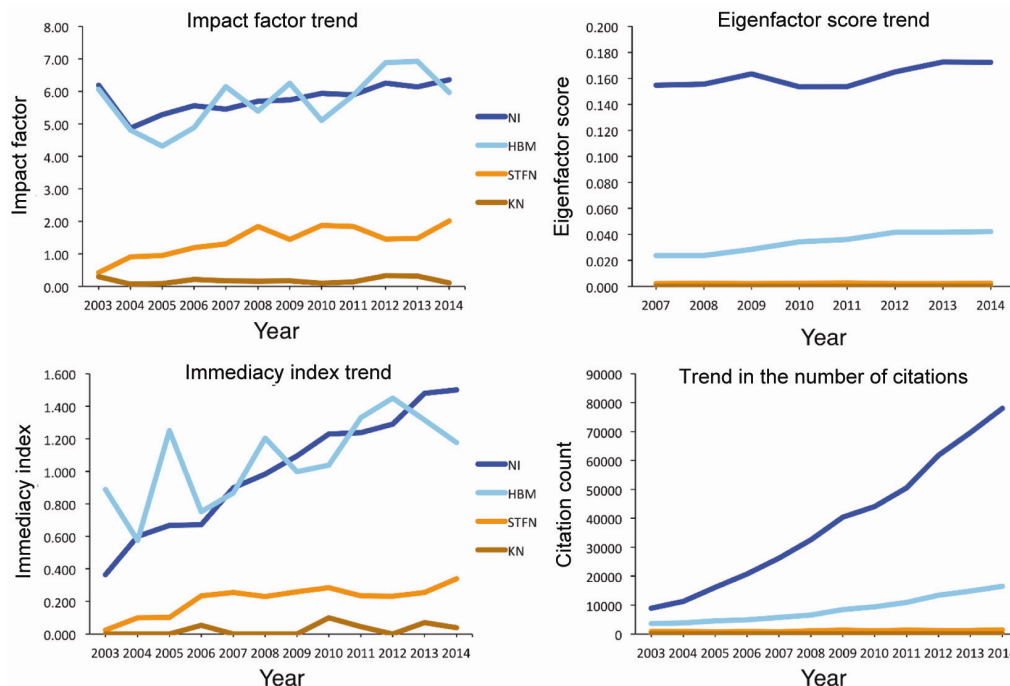 Impact factor trend
8.00
7.00
6.00
5.00
4.00
3.00
2.00
1.00
0.00
Impact factor
2003 2004 2005 2006 2007 2008 2009 2010 2011 2012 2013 2014
Year
NI
HBM
STFN
KN
Eigenfactor score trend
0.200
0.180
0.160
0.140
0.120
0.100
0.080
0.060
0.040
0.020
0.000
Eigenfactor score
2007 2008 2009 2010 2011 2012 2013 2014
Year
Immediacy index trend
1.600
1.400
1.200
1.000
0.800
0.600
0.400
0.200
0.000
Immediacy index
2003 2004 2005 2006 2007 2008 2009 2010 2011 2012 2013 2014
Year
NI
HBM
STFN
KN
Trend in the number of citations
90000
80000
70000
60000
50000
40000
30000
20000
10000
0
Citation count
2003 2004 2005 2006 2007 2008 2009 2010 2011 2012 2013 2014
Year